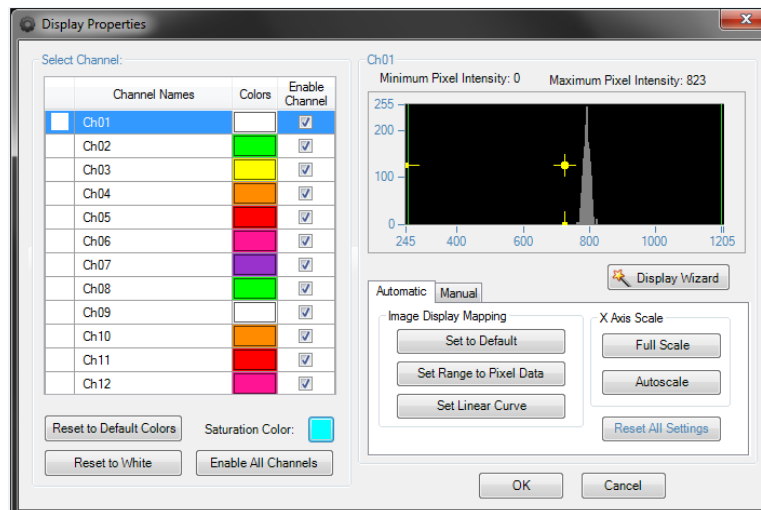 Display Properties
Select Channel:
Channel Names Colors Enable Channel
Ch01
Ch02
Ch03
Ch04
Ch05
Ch06
Ch07
Ch08
Ch09
Ch10
Ch11
Ch12
Reset to Default Colors Saturation Color:
Reset to White Enable All Channels
Ch01
Minimum Pixel Intensity: 0 Maximum Pixel Intensity: 823
255
200
100
0
245 400 600 800 1000 1205
Display Wizard
Automatic Manual
Image Display Mapping X Axis Scale
Set to Default Full Scale
Set Range to Pixel Data Autoscale
Set Linear Curve
Reset All Settings
OK Cancel